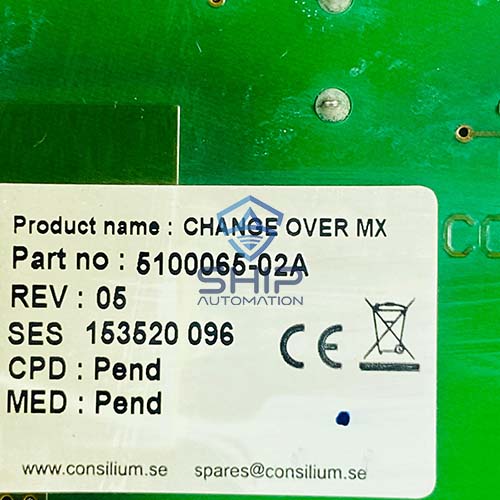 Product name : CHANGE OVER MX
Part no : 5100065-02A
SHIP
AUTOMATION
REV : 05
SES 153520 096
CPD : Pend
MED : Pend
CE
www.consilium.se spares@consilium.se